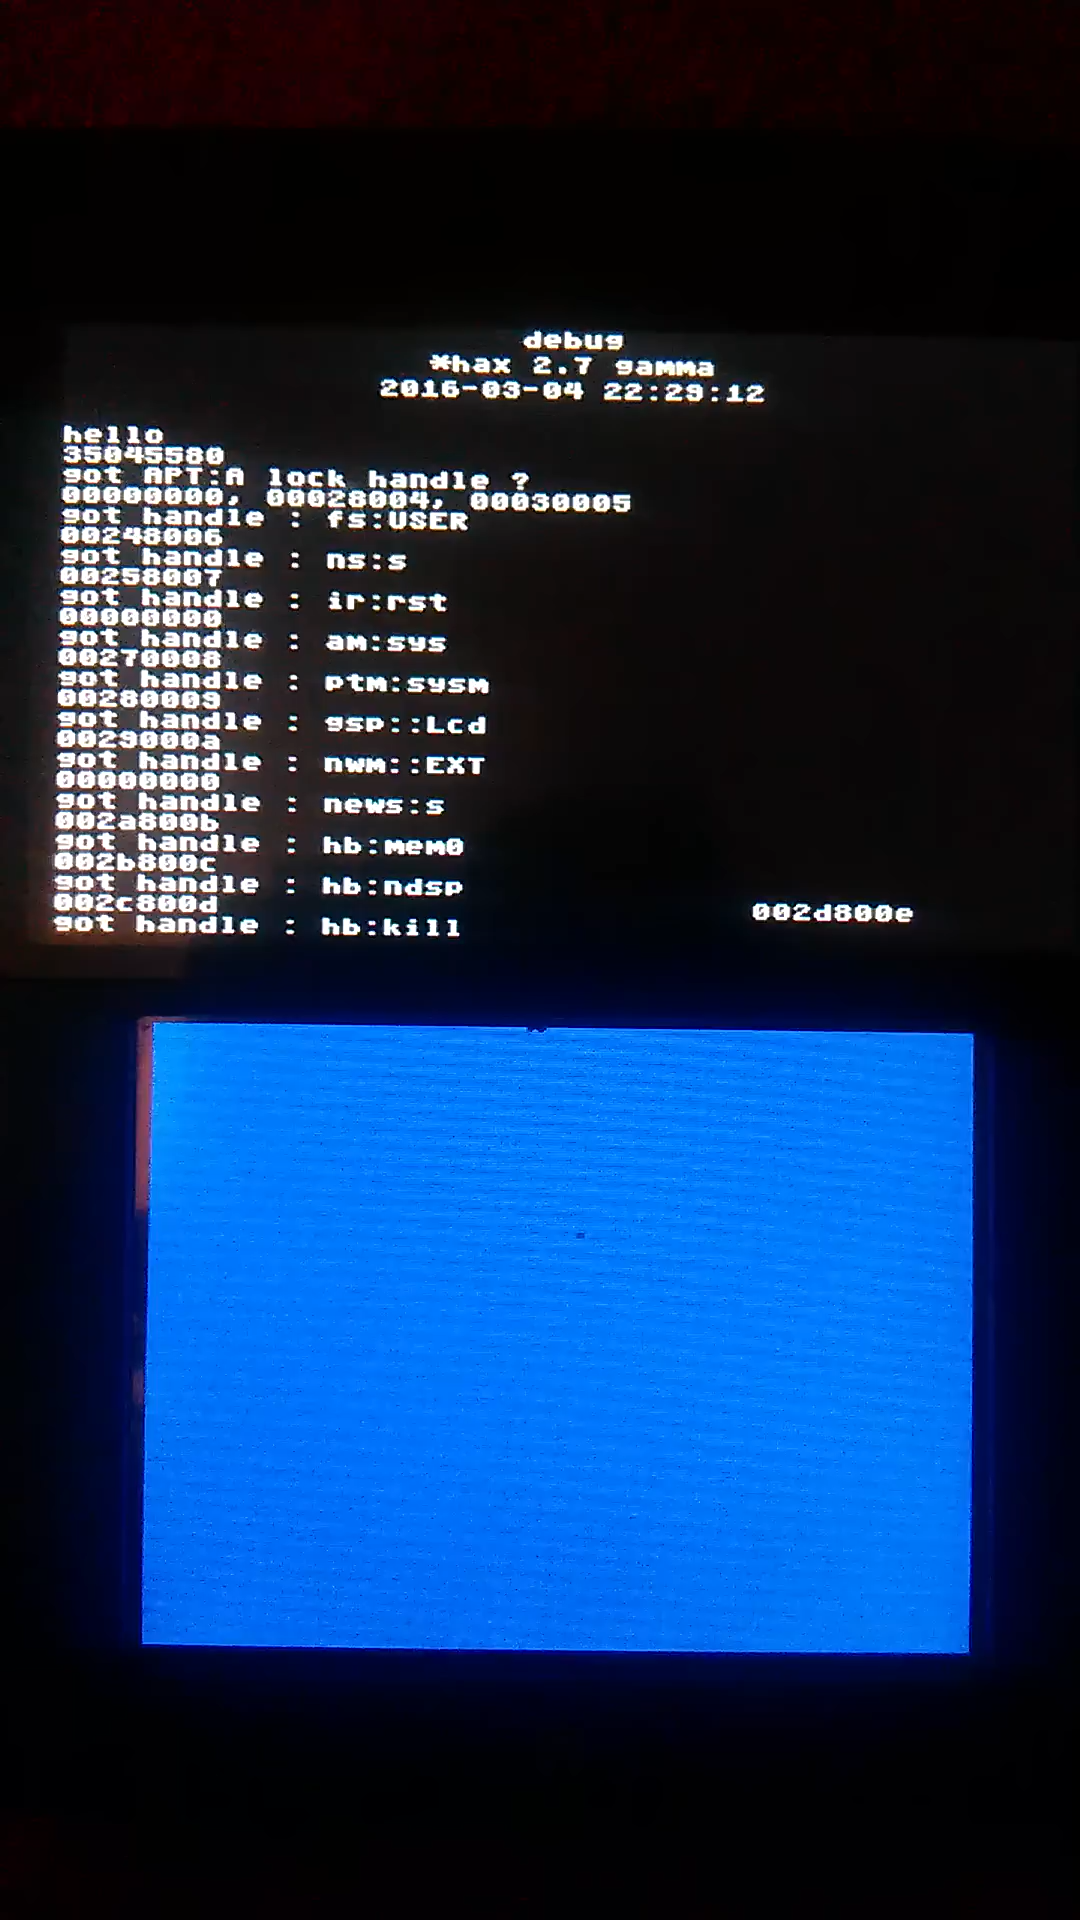 debug
*hax 2.7 gamma
2016-03-04 22:29:12
hello
35045580
got APT:A lock handle ?
00000000, 00028004, 00030005
got handle : fs:USER
00248006
got handle : ns:s
00258007
got handle : ir:rst
00000000
got handle : am:sys
00270008
got handle : ptm:sysm
00280009
got handle : gsp::Lcd
0029000a
got handle : nwm::EXT
00000000
got handle : news:s
002a800b
got handle : hb:mem0
002b800c
got handle : hb:ndsp
002c800d
got handle : hb:kill
002d800e